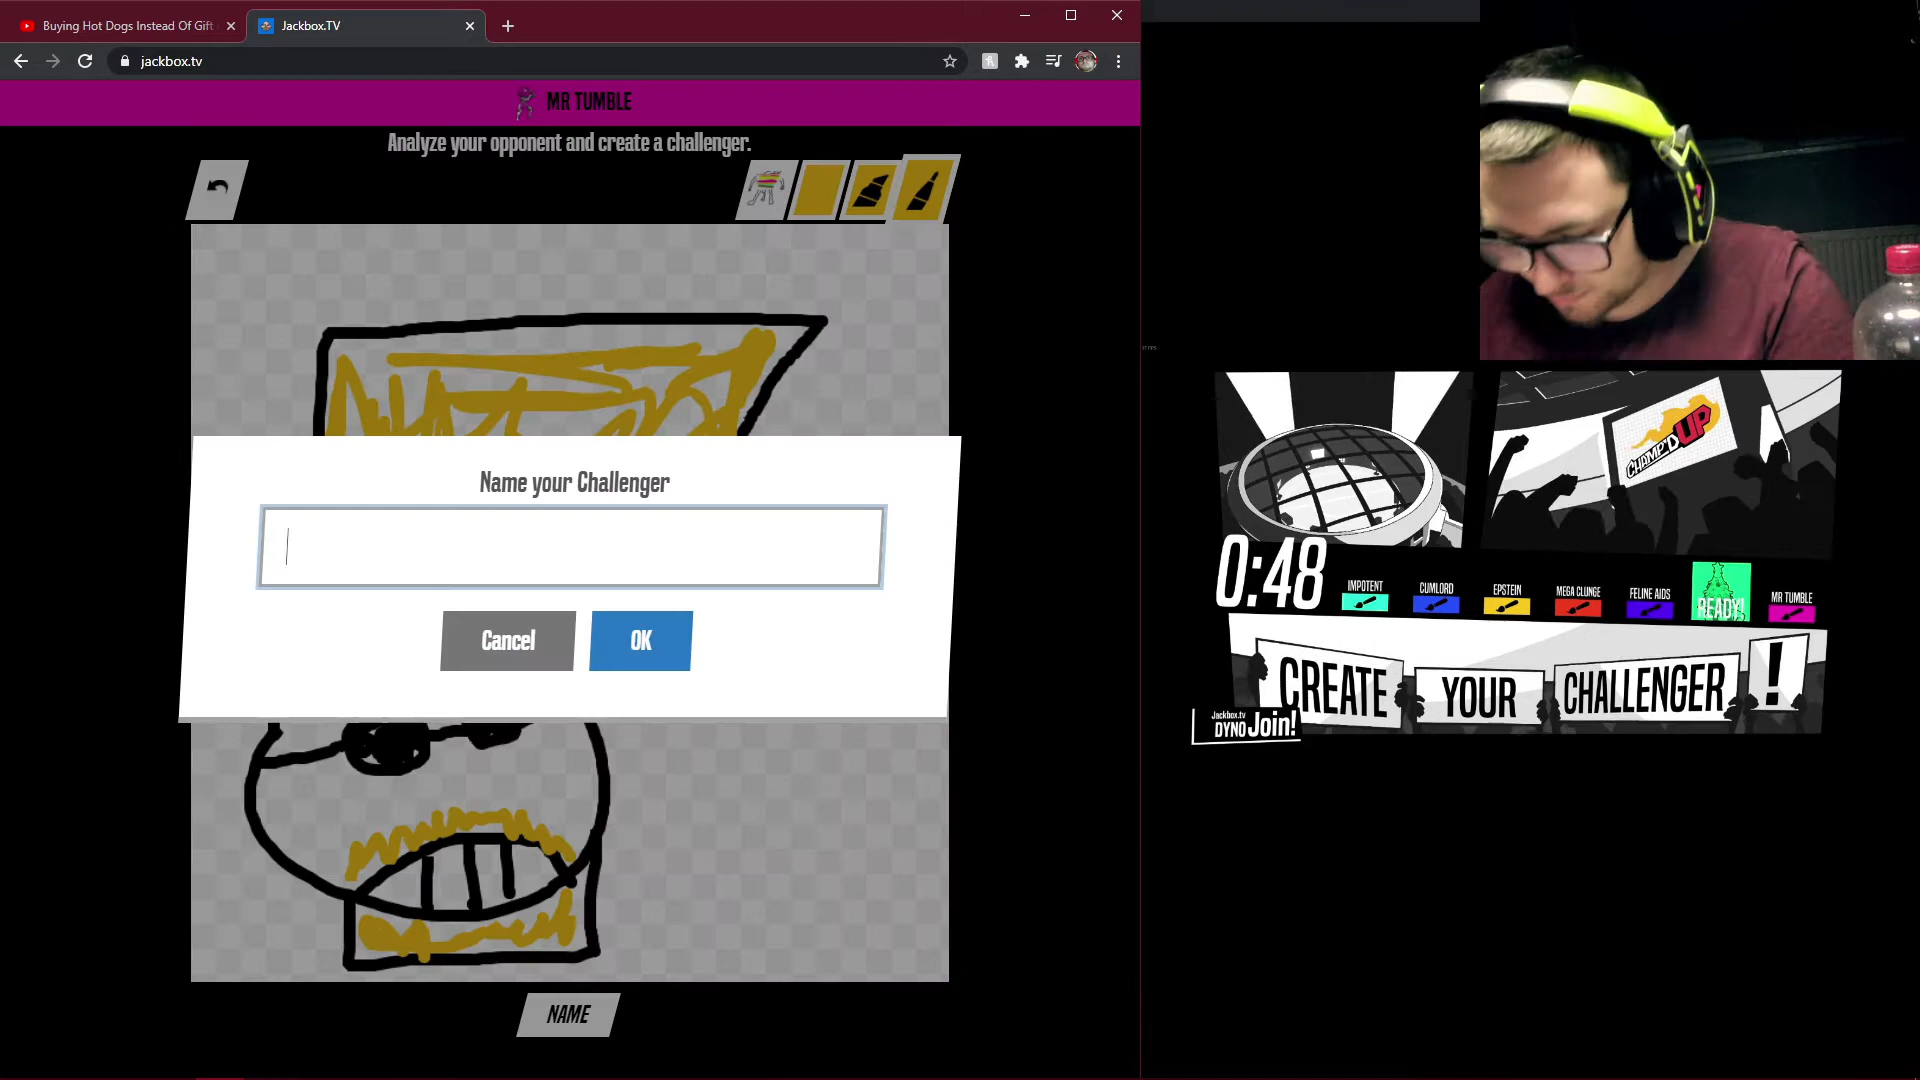 Buying Hot Dogs Instead Of Gift
Jackbox.TV
jackbox.tv
MR TUMBLE
Analyze your opponent and create a challenger.
Name your Challenger
Cancel
OK
NAME
CHAMP'D UP
0:48
IMPOTENT
CUMLORD
EPSTEIN
MEGA CLUNGE
FELINE AIDS
READY!
MR TUMBLE
CREATE YOUR CHALLENGER !
Jackbox.tv
DYNO Join!